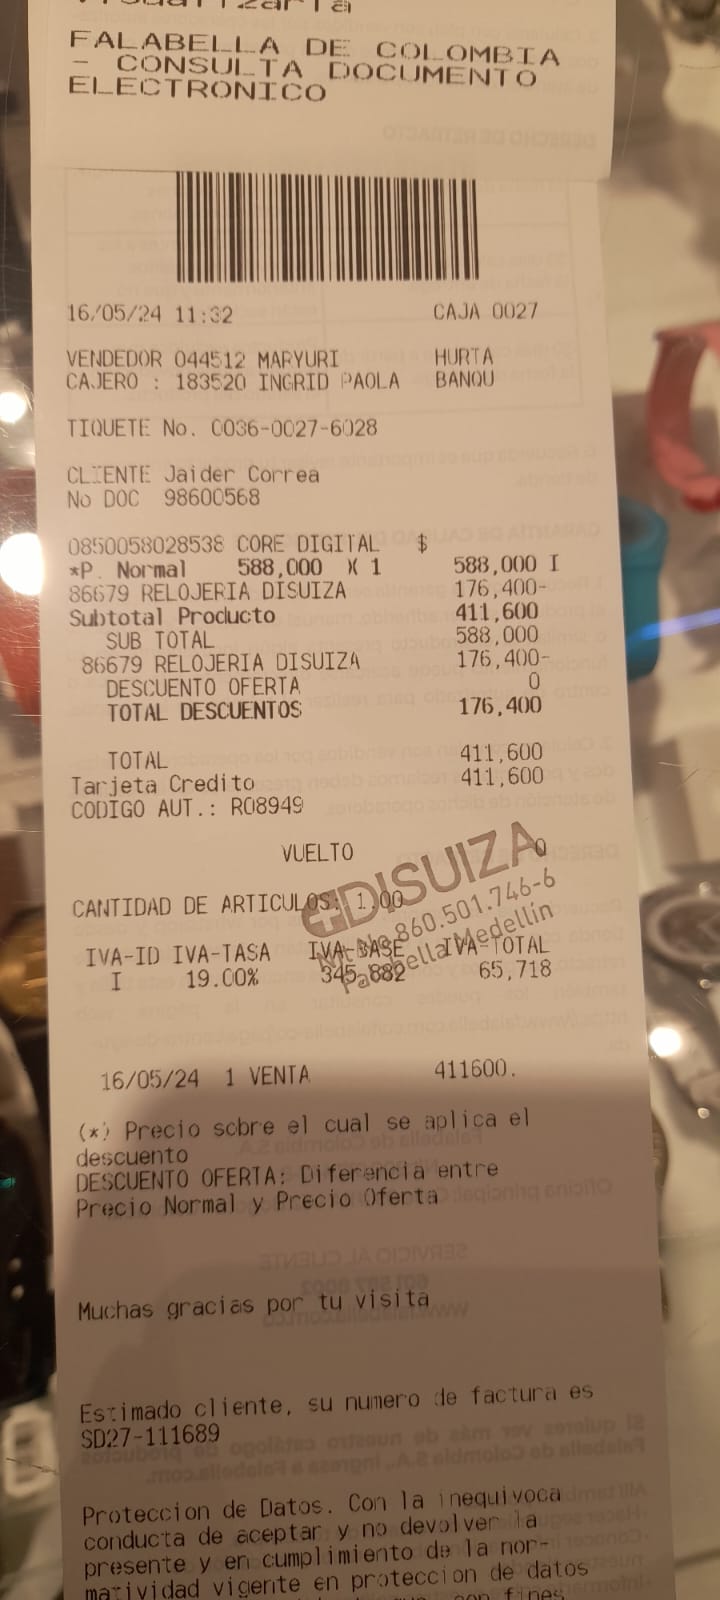 FALABELLA DE COLOMBIA
- CONSULTA DOCUMENTO
ELECTRONICO
16/05/24 11:32 CAJA 0027
VENDEDOR 044512 MARYURI HURTA
CAJERO : 183520 INGRID PAOLA BANQU
TIQUETE No. 0036-0027-6028
CLIENTE Jaider Correa
No DOC 98600568
0850058028538 CORE DIGITAL $
*P. Normal 588,000 X 1 588,000 I
86679 RELOJERIA DISUIZA 176,400-
Subtotal Producto 411,600
SUB TOTAL 588,000
86679 RELOJERIA DISUIZA 176,400-
DESCUENTO OFERTA 0
TOTAL DESCUENTOS 176,400
TOTAL 411,600
Tarjeta Credito 411,600
CODIGO AUT.: R08949
VUELTO 0
DISUIZA
Nit No 860.501.746-6
Falabella Medellín
CANTIDAD DE ARTICULOS: 1.00
IVA-ID IVA-TASA IVA-BASE IVA-TOTAL
I 19.00% 345,882 65,718
16/05/24 1 VENTA 411600.
(*) Precio sobre el cual se aplica el
descuento
DESCUENTO OFERTA: Diferencia entre
Precio Normal y Precio Oferta
Muchas gracias por tu visita
Estimado cliente, su numero de factura es
SD27-111689
Proteccion de Datos. Con la inequivoca
conducta de aceptar y no devolver la
presente y en cumplimiento de la nor-
matividad vigente en proteccion de datos